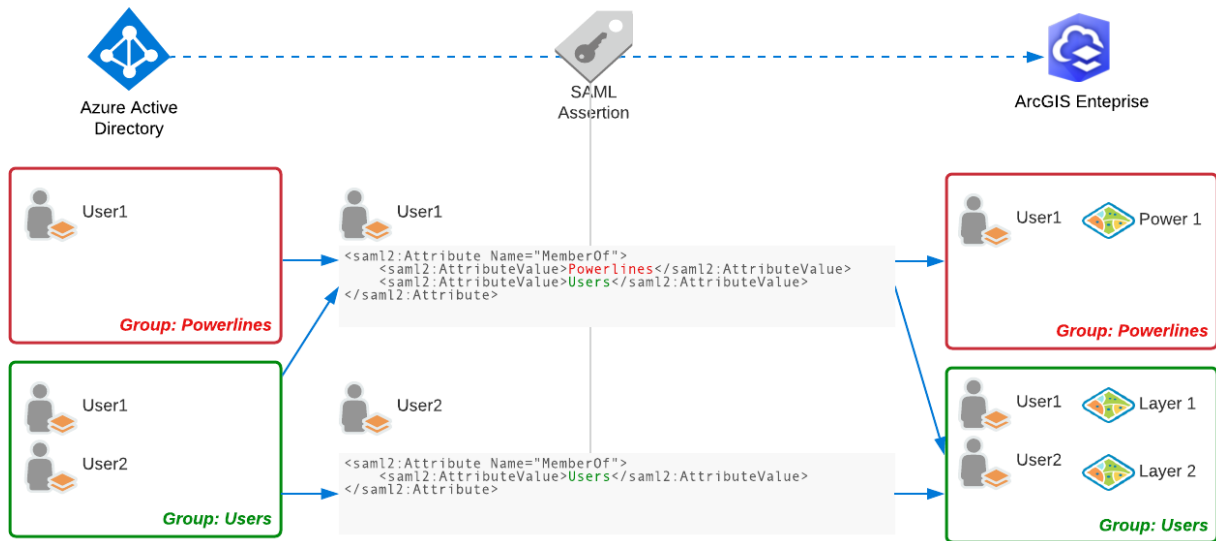 Azure Active
Directory
SAML
Assertion
ArcGIS Enteprise
User1
Group: Powerlines
User1
User2
Group: Users
User1
<saml2:Attribute Name="MemberOf">
<saml2:AttributeValue>Powerlines</saml2:AttributeValue>
<saml2:AttributeValue>Users</saml2:AttributeValue>
</saml2:Attribute>
User2
<saml2:Attribute Name="MemberOf">
<saml2:AttributeValue>Users</saml2:AttributeValue>
</saml2:Attribute>
User1 Power 1
Group: Powerlines
User1 Layer 1
User2 Layer 2
Group: Users